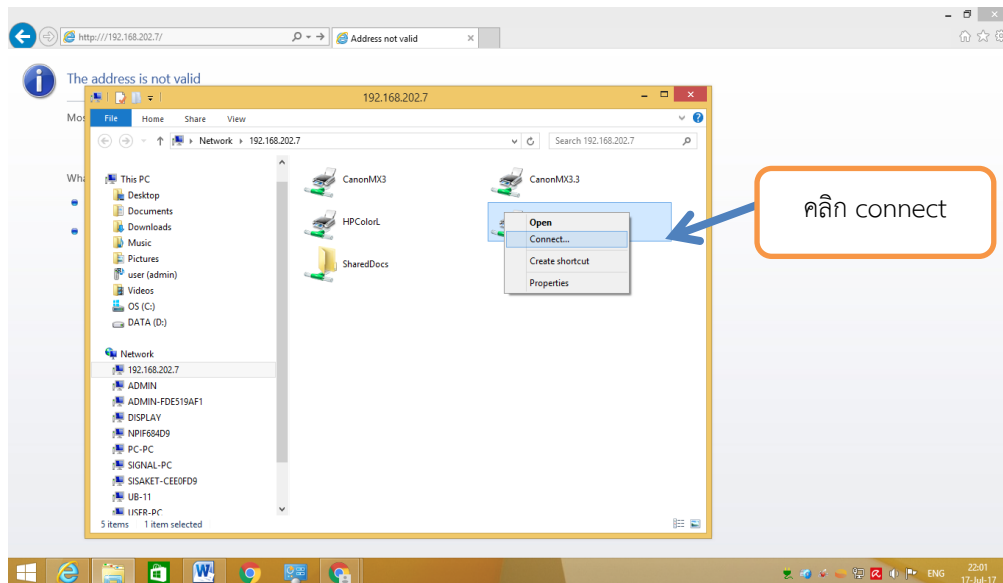 http:///192.168.202.7/
Address not valid
The address is not valid
192.168.202.7
Mos
File Home Share View
Network 192.168.202.7
Search 192.168.202.7
Wha
This PC
Desktop
Documents
Downloads
Music
Pictures
user (admin)
Videos
OS (C:)
DATA (D:)
Network
192.168.202.7
ADMIN
ADMIN-FDE519AF1
DISPLAY
NPIF684D9
PC-PC
SIGNAL-PC
SISAKET-CEE0FD9
UB-11
USER-PC
CanonMX3
CanonMX3.3
HPColorL
SharedDocs
Open
Connect...
Create shortcut
Properties
คลิก connect
5 items 1 item selected
ENG
22:01
17-Jul-17